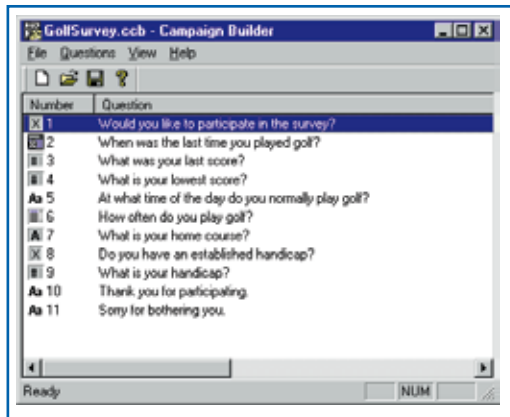 GolfSurvey.ccb - Campaign Builder
File Questions View Help
Number Question
1 Would you like to participate in the survey?
2 When was the last time you played golf?
3 What was your last score?
4 What is your lowest score?
Aa 5 At what time of the day do you normally play golf?
6 How often do you play golf?
A 7 What is your home course?
8 Do you have an established handicap?
9 What is your handicap?
Aa 10 Thank you for participating.
Aa 11 Sorry for bothering you.
Ready NUM